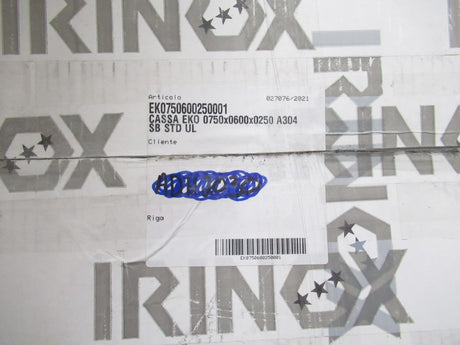 IRINOX
Articolo 027076/2021
EK0750600250001
CASSA EKO 0750x0600x0250 A304
SB STD UL
Cliente
IRINOX
Riga
EK0750600250001
IRINOX